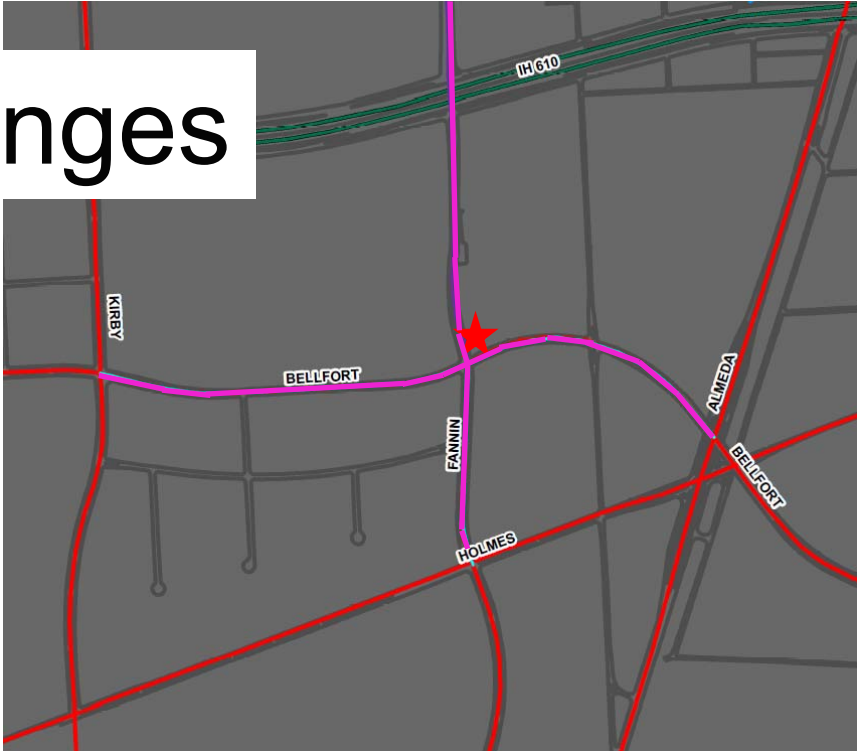 IH 610
nges
KIRBY
BELLFORT
ALMEDA
FANNIN
BELLFORT
HOLMES